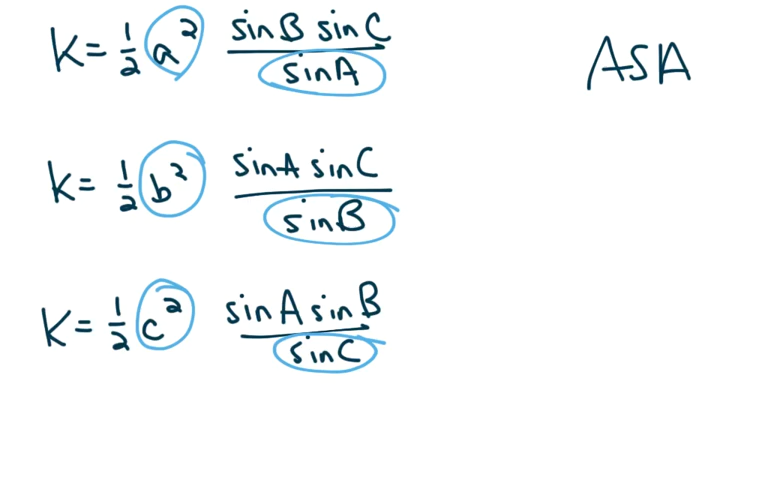 K = 1/2 a² sinB sinC / sinA
ASA
K = 1/2 b² sinA sinC / sinB
K = 1/2 c² sinA sinB / sinC